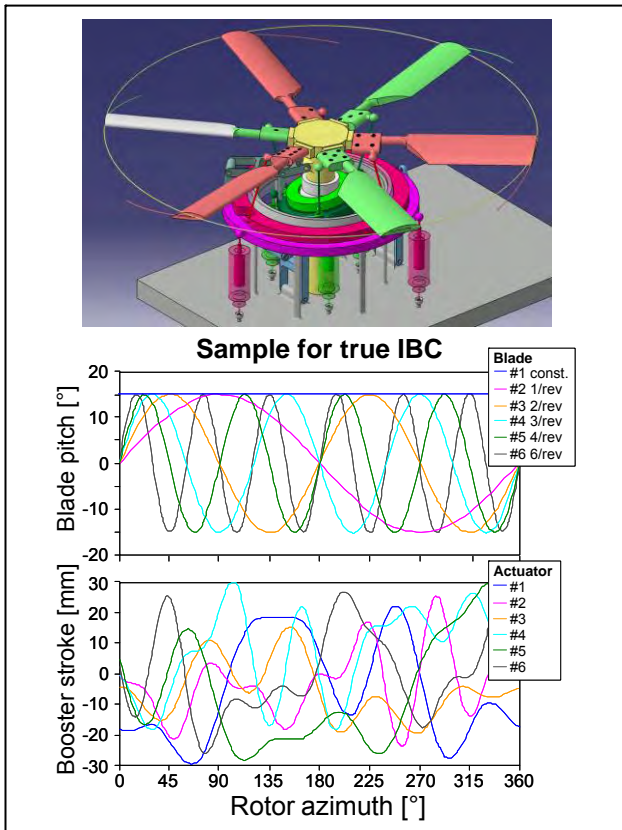 Sample for true IBC
Blade pitch [°]
20
10
0
-10
-20
Blade
#1 const.
#2 1/rev
#3 2/rev
#4 3/rev
#5 4/rev
#6 6/rev
Booster stroke [mm]
30
20
10
0
-10
-20
-30
Actuator
#1
#2
#3
#4
#5
#6
0 45 90 135 180 225 270 315 360
Rotor azimuth [°]